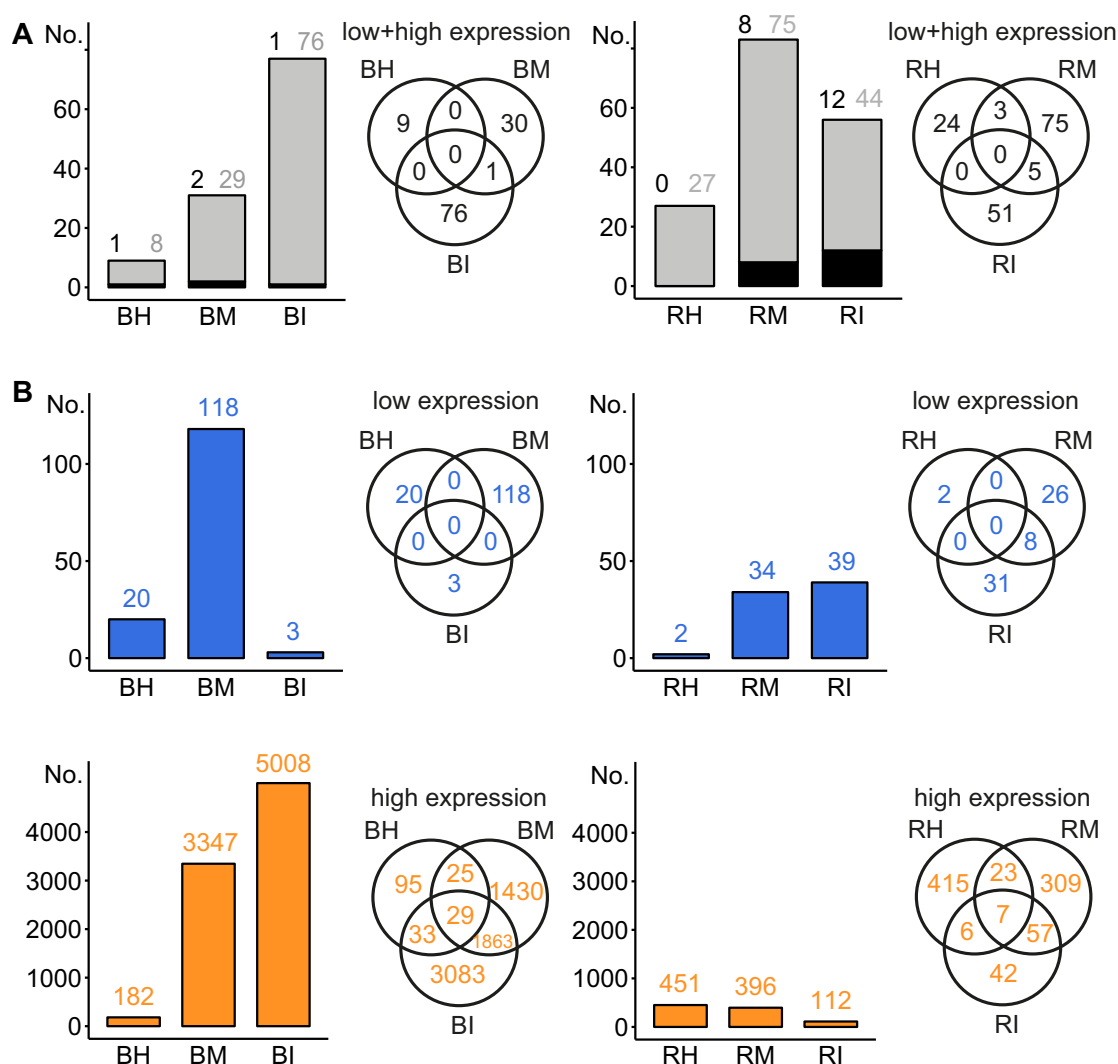 A
No.
low+high expression
1 76
BH BM
60
9 0 30
40
0 0 1
2 29
20
76
1 8
0
BI
BH BM BI
No.
8 75
low+high expression
RH RM
12 44
60
24 3 75
40
0 0 5
0 27
20
51
0
RI
RH RM RI
B
No.
118
low expression
BH BM
100
20 0 118
0 0 0
50
3
20
3
BI
0
BH BM BI
No.
low expression
RH RM
100
2 0 26
0 0 8
50
31
34 39
2
RI
0
RH RM RI
No.
5008
high expression
BH BM
4000
3347
95 25 1430
3000
29
33 1863
2000
3083
1000
182
BI
0
BH BM BI
No.
high expression
RH RM
4000
415 23 309
3000
7
6 57
2000
42
1000
451 396 112
RI
0
RH RM RI